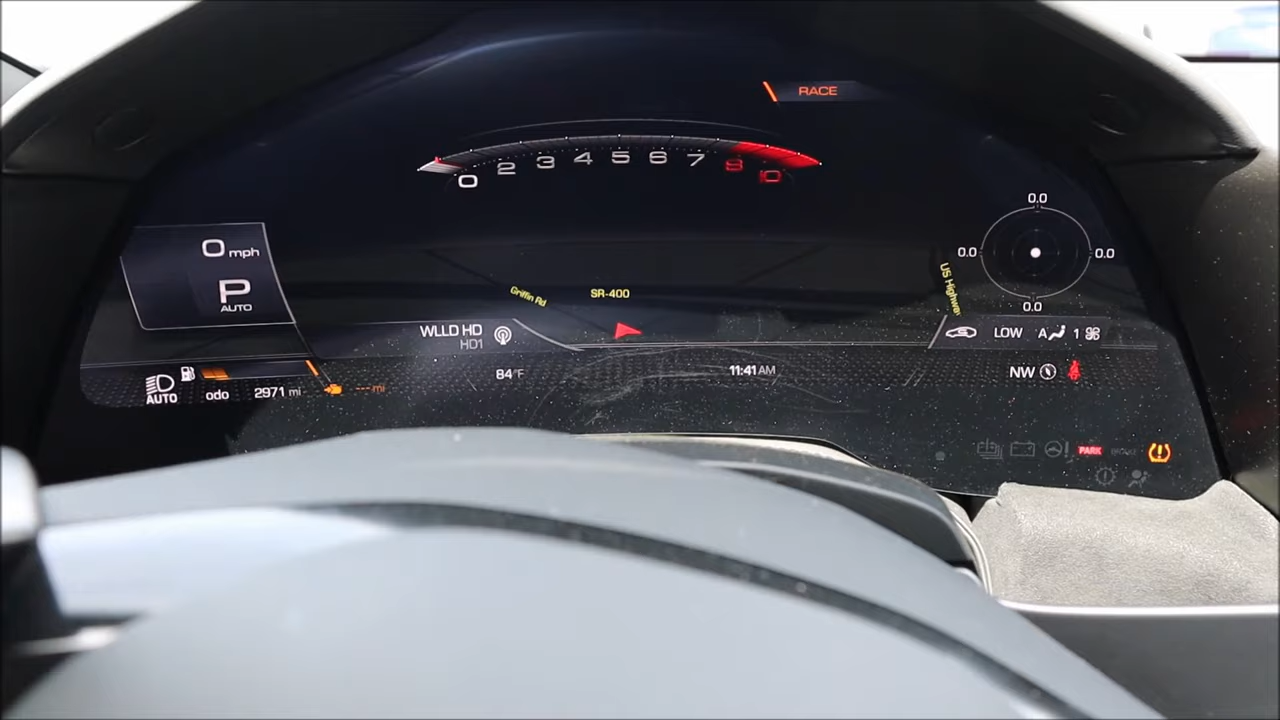 RACE
0 2 3 4 5 6 7 8 10
0.0
0 mph
0.0 0.0
P
AUTO
0.0
Griffin Rd
SR-400
US Highway
WLLD HD
HD1
LOW A 1
AUTO
odo 2971 mi
---mi
84°F
11:41 AM
NW
PARK